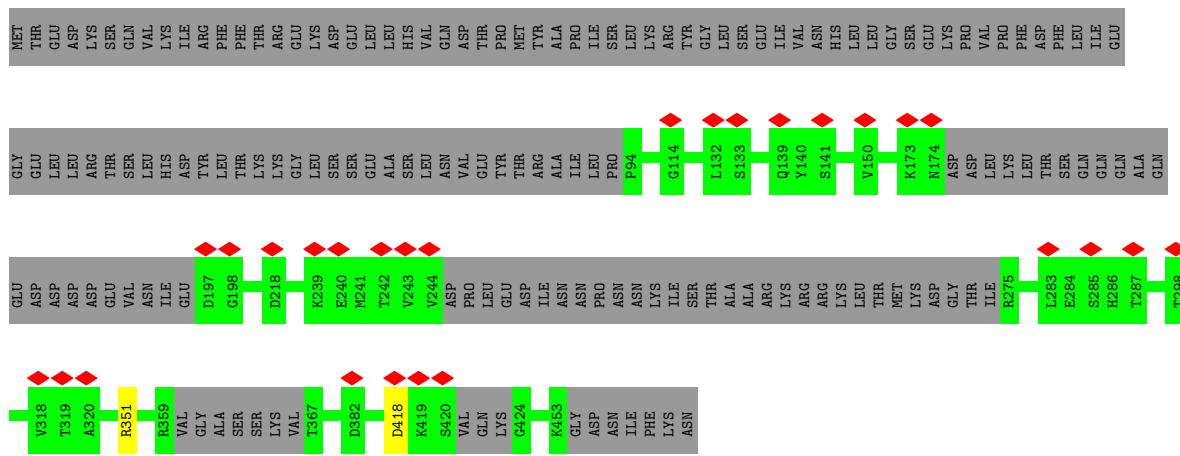 MET THR GLU ASP LYS SER GLN VAL LYS ILE ARG PHE PHE THR ARG GLU LYS ASP GLU LEU LEU HIS VAL GLN ASP THR PRO MET TYR ALA PRO ILE SER LEU LYS ARG TYR GLY LEU SER GLU ILE VAL ASN HIS LEU LEU GLY SER GLU LYS PRO VAL PRO PHE ASP PHE LEU ILE GLU
GLY GLU LEU LEU ARG THR SER LEU HIS ASP TYR LEU THR LYS LYS GLY LEU SER SER GLU ALA SER LEU ASN VAL GLU TYR THR ARG ALA ILE LEU PRO P94 G114 L132 S133 Q139 Y140 S141 V150 K173 N174 ASP ASP LEU LYS LEU THR SER GLN GLN GLN ALA GLN
GLU ASP ASP ASP ASP GLU VAL ASN ILE GLU D197 G198 D218 K239 E240 M241 T242 V243 V244 ASP PRO LEU GLU ASP ILE ASN ASN PRO ASN ASN LYS ILE SER THR ALA ALA ARG LYS ARG ARG LYS LEU THR MET LYS ASP GLY THR ILE R275 L283 E284 S285 H286 T287 T298
V318 T319 A320 R351 R359 VAL GLY ALA SER SER LYS VAL T367 D382 D418 K419 S420 VAL GLN LYS G424 K453 GLY ASP ASN ILE PHE LYS ASN